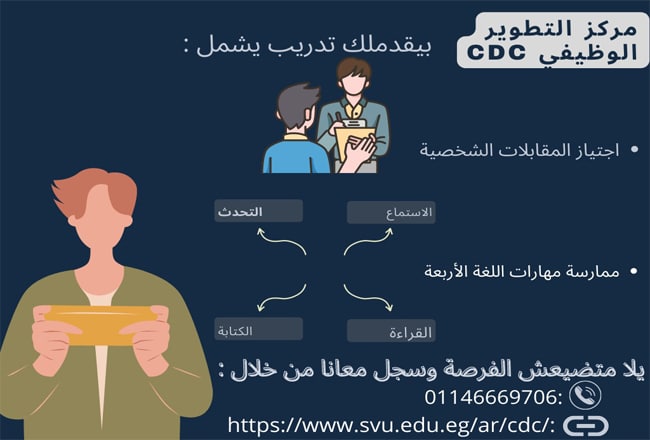 مركز التطوير
الوظيفي CDC
بيقدملك تدريب يشمل :
• اجتياز المقابلات الشخصية
الاستماع
التحدث
• ممارسة مهارات اللغة الأربعة
القراءة
الكتابة
يلا متضيعش الفرصة وسجل معانا من خلال :
01146669706:
https://www.svu.edu.eg/ar/cdc/: